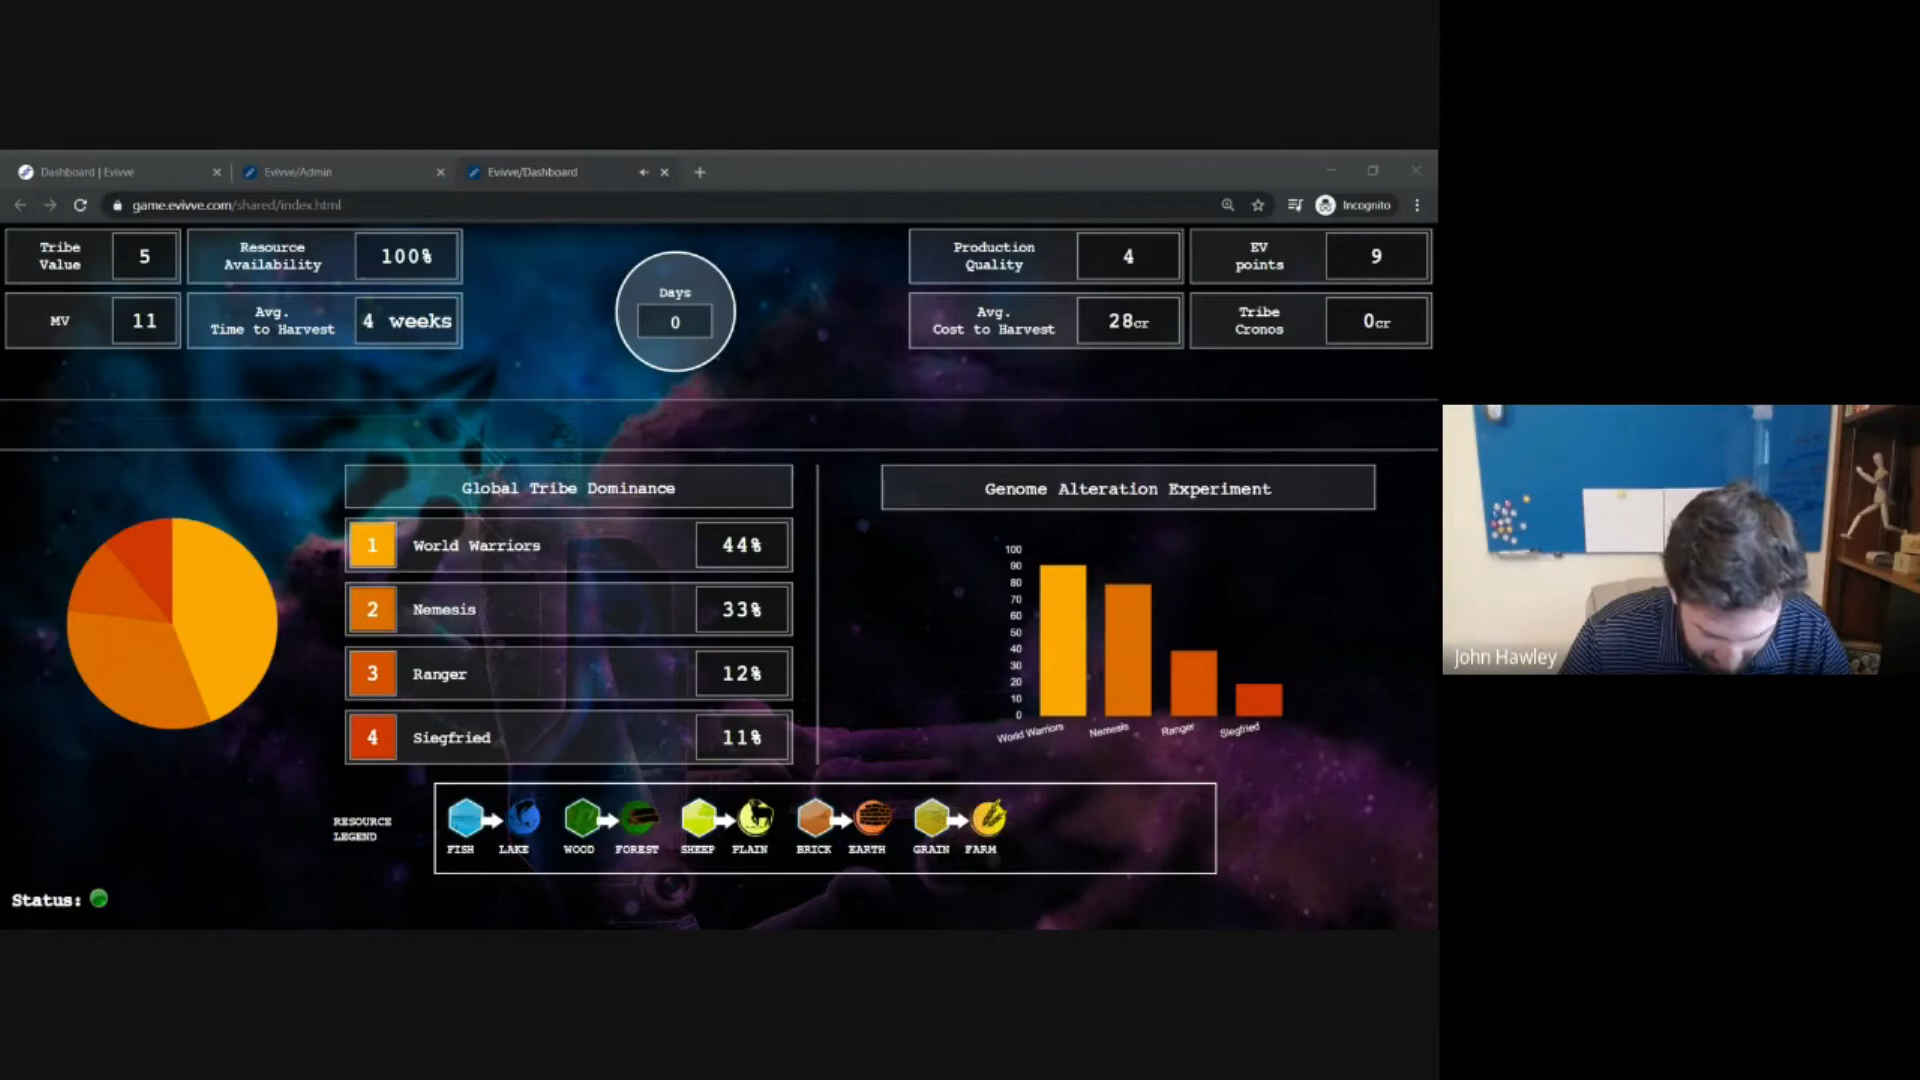 Dashboard | Evivve
Evivve/Admin
Evivve/Dashboard
game.evivve.com/shared/index.html
Incognito
Tribe
Value
5
Resource
Availability
100%
Days
0
Production
Quality
4
EV
points
9
MV
11
Avg.
Time to Harvest
4 weeks
Avg.
Cost to Harvest
28cr
Tribe
Cronos
0cr
Global Tribe Dominance
1 World Warriors 44%
2 Nemesis 33%
3 Ranger 12%
4 Siegfried 11%
Genome Alteration Experiment
100
90
80
70
60
50
40
30
20
10
0
World Warriors Nemesis Ranger Siegfried
RESOURCE
LEGEND
FISH LAKE WOOD FOREST SHEEP PLAIN BRICK EARTH GRAIN FARM
Status:
John Hawley